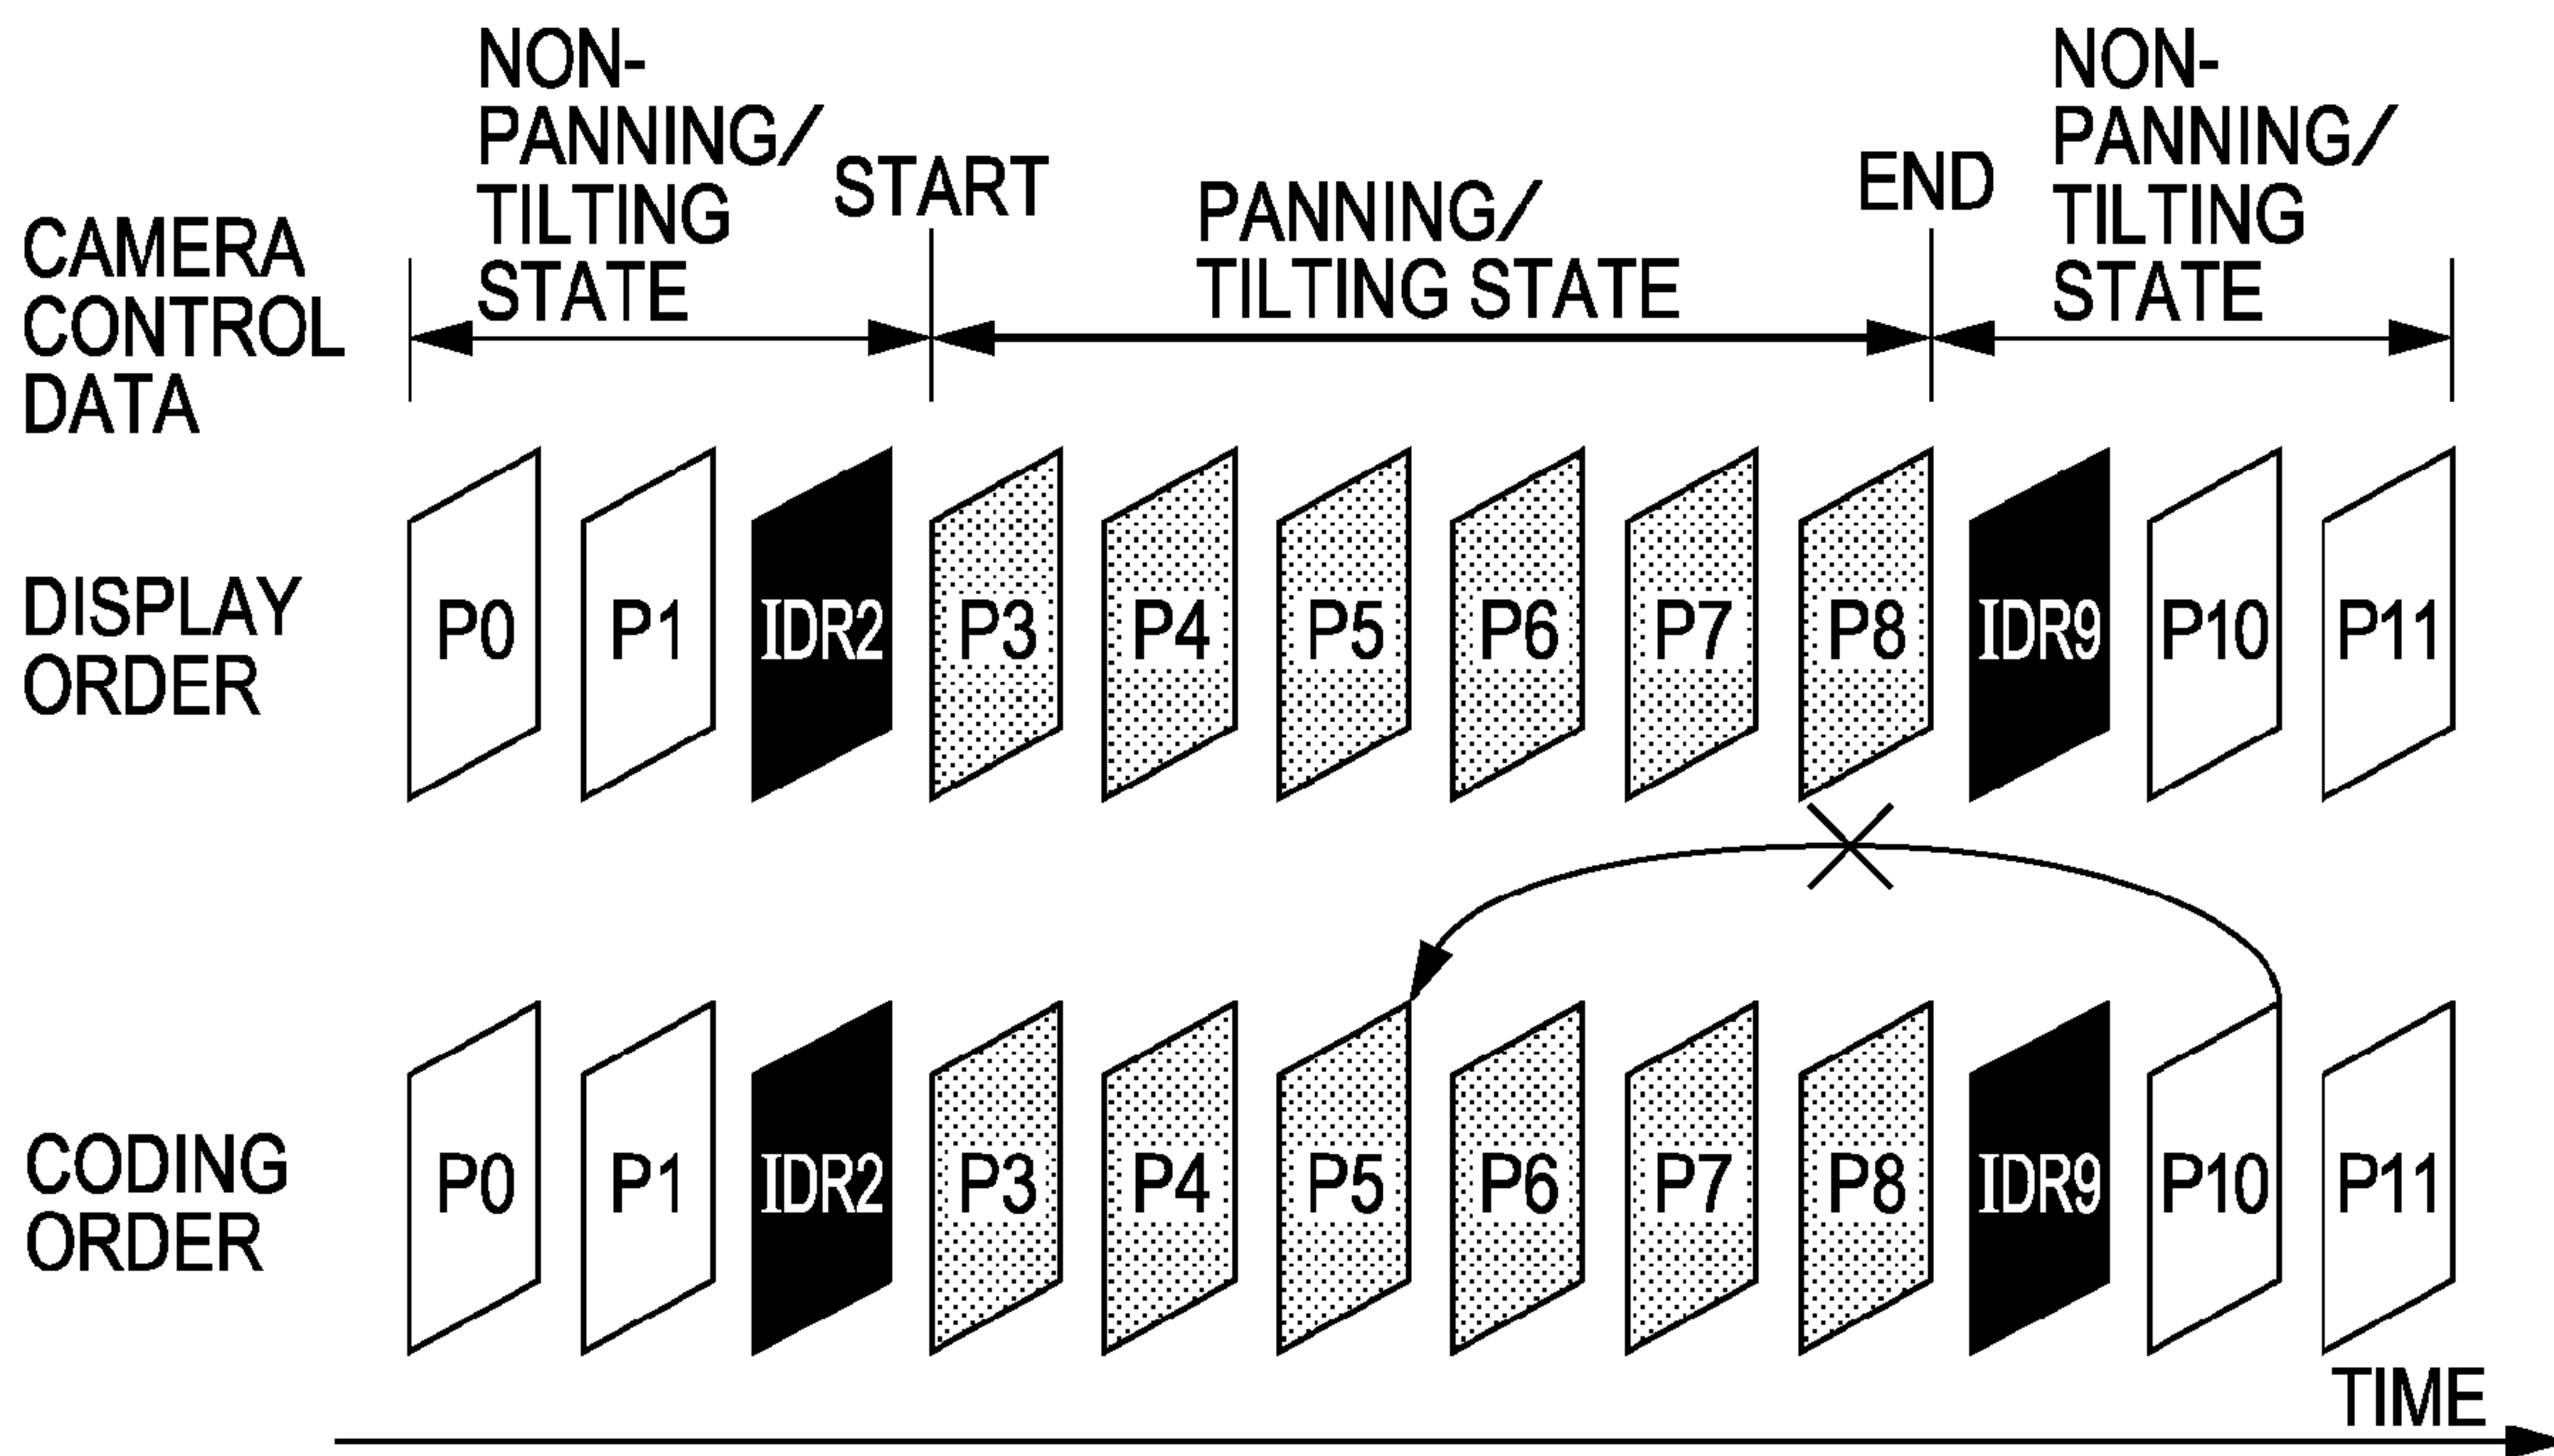 NON-
PANNING/
TILTING
STATE
START
PANNING/
TILTING STATE
END
NON-
PANNING/
TILTING
STATE
CAMERA
CONTROL
DATA
DISPLAY
ORDER
P0 P1 IDR2 P3 P4 P5 P6 P7 P8 IDR9 P10 P11
CODING
ORDER
P0 P1 IDR2 P3 P4 P5 P6 P7 P8 IDR9 P10 P11
TIME